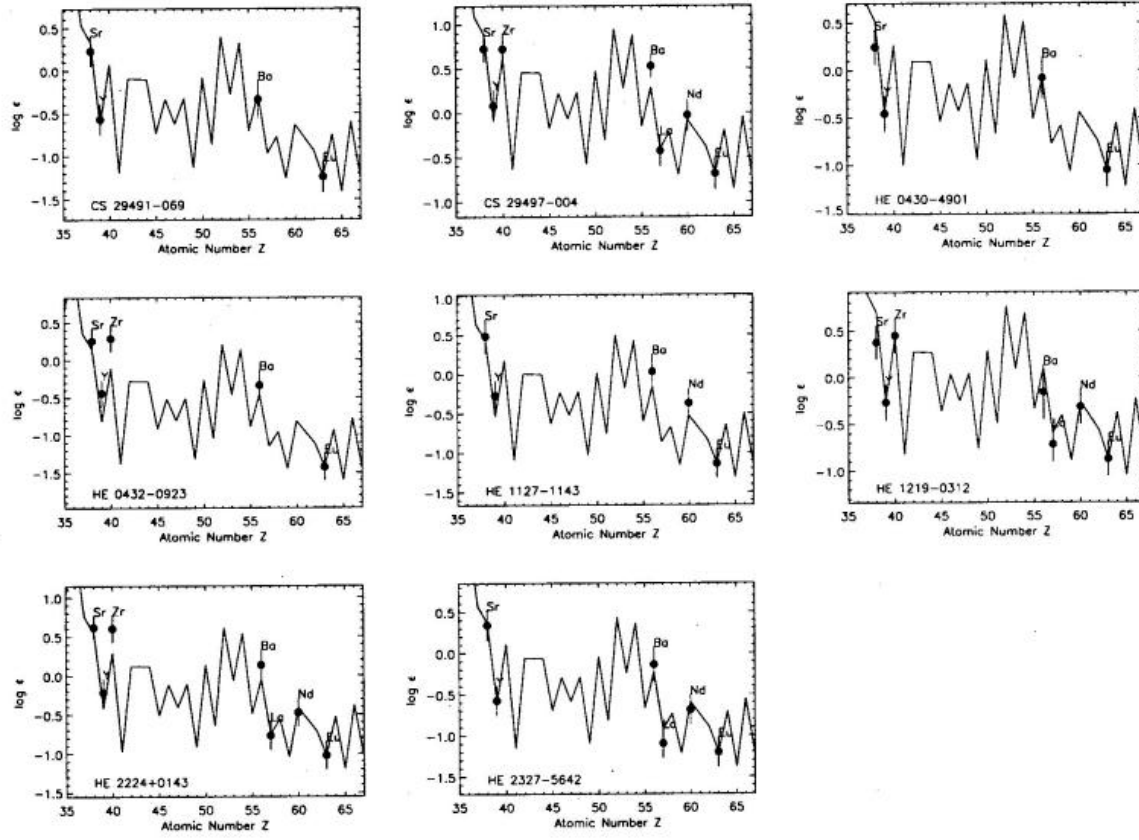 log ε
0.5
0.0
−0.5
−1.0
−1.5
Sr
Y
Ba
Eu
CS 29491−069
35 40 45 50 55 60 65
Atomic Number Z
log ε
1.0
0.5
0.0
−0.5
−1.0
Sr Zr
Y
Ba
La
Nd
Eu
CS 29497−004
35 40 45 50 55 60 65
Atomic Number Z
log ε
0.5
0.0
−0.5
−1.0
−1.5
Sr
Y
Ba
Eu
HE 0430−4901
35 40 45 50 55 60 65
Atomic Number Z
log ε
0.5
0.0
−0.5
−1.0
−1.5
Sr Zr
Y
Ba
Eu
HE 0432−0923
35 40 45 50 55 60 65
Atomic Number Z
log ε
1.0
0.5
0.0
−0.5
−1.0
−1.5
Sr
Y
Ba
Nd
Eu
HE 1127−1143
35 40 45 50 55 60 65
Atomic Number Z
log ε
0.5
0.0
−0.5
−1.0
Sr Zr
Y
Ba
La
Nd
Eu
HE 1219−0312
35 40 45 50 55 60 65
Atomic Number Z
log ε
1.0
0.5
0.0
−0.5
−1.0
−1.5
Sr Zr
Y
Ba
La
Nd
Eu
HE 2224+0143
35 40 45 50 55 60 65
Atomic Number Z
log ε
0.5
0.0
−0.5
−1.0
−1.5
Sr
Y
Ba
La
Nd
Eu
HE 2327−5642
35 40 45 50 55 60 65
Atomic Number Z